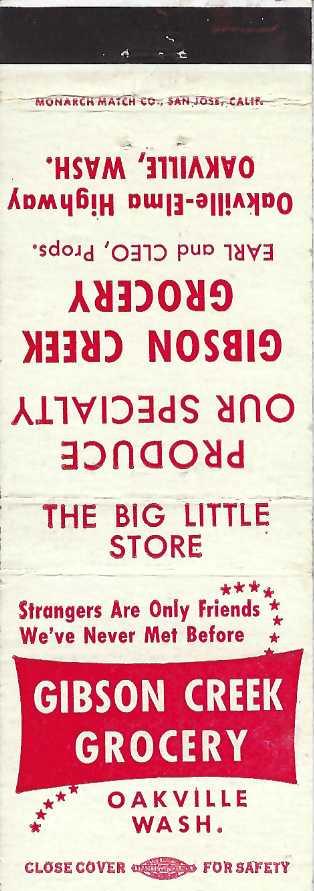 MONARCH MATCH CO., SAN JOSE, CALIF.
PRODUCE
OUR SPECIALTY
GIBSON CREEK
GROCERY
EARL and CLEO, Props.
Oakville-Elma Highway
OAKVILLE, WASH.
THE BIG LITTLE
STORE
Strangers Are Only Friends
We've Never Met Before
GIBSON CREEK
GROCERY
OAKVILLE
WASH.
CLOSE COVER FOR SAFETY